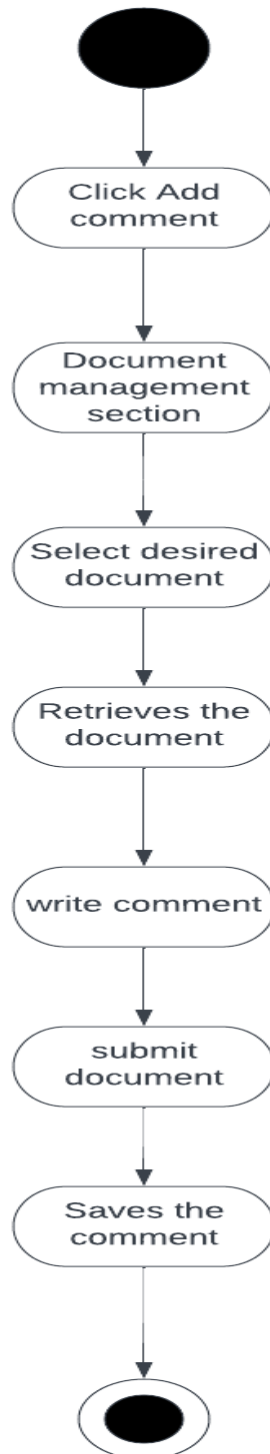 Click Add
comment
Document
management
section
Select desired
document
Retrieves the
document
write comment
submit
document
Saves the
comment